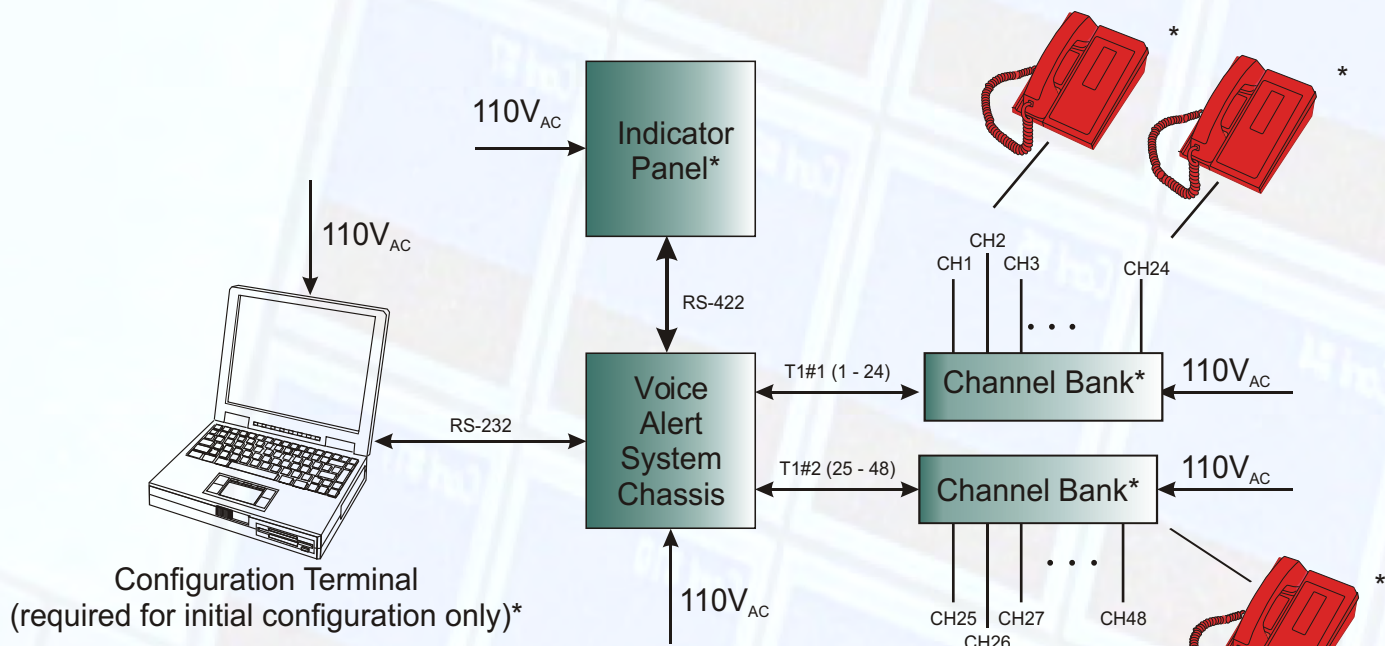 110VAC
Indicator
Panel*
*
*
110VAC
CH2
CH1
CH3
CH24
RS-422
. . .
T1#1 (1 - 24)
Channel Bank*
110VAC
Voice
Alert
System
Chassis
RS-232
T1#2 (25 - 48)
Channel Bank*
110VAC
. . .
Configuration Terminal
(required for initial configuration only)*
110VAC
*
CH25
CH27
CH48
CH26